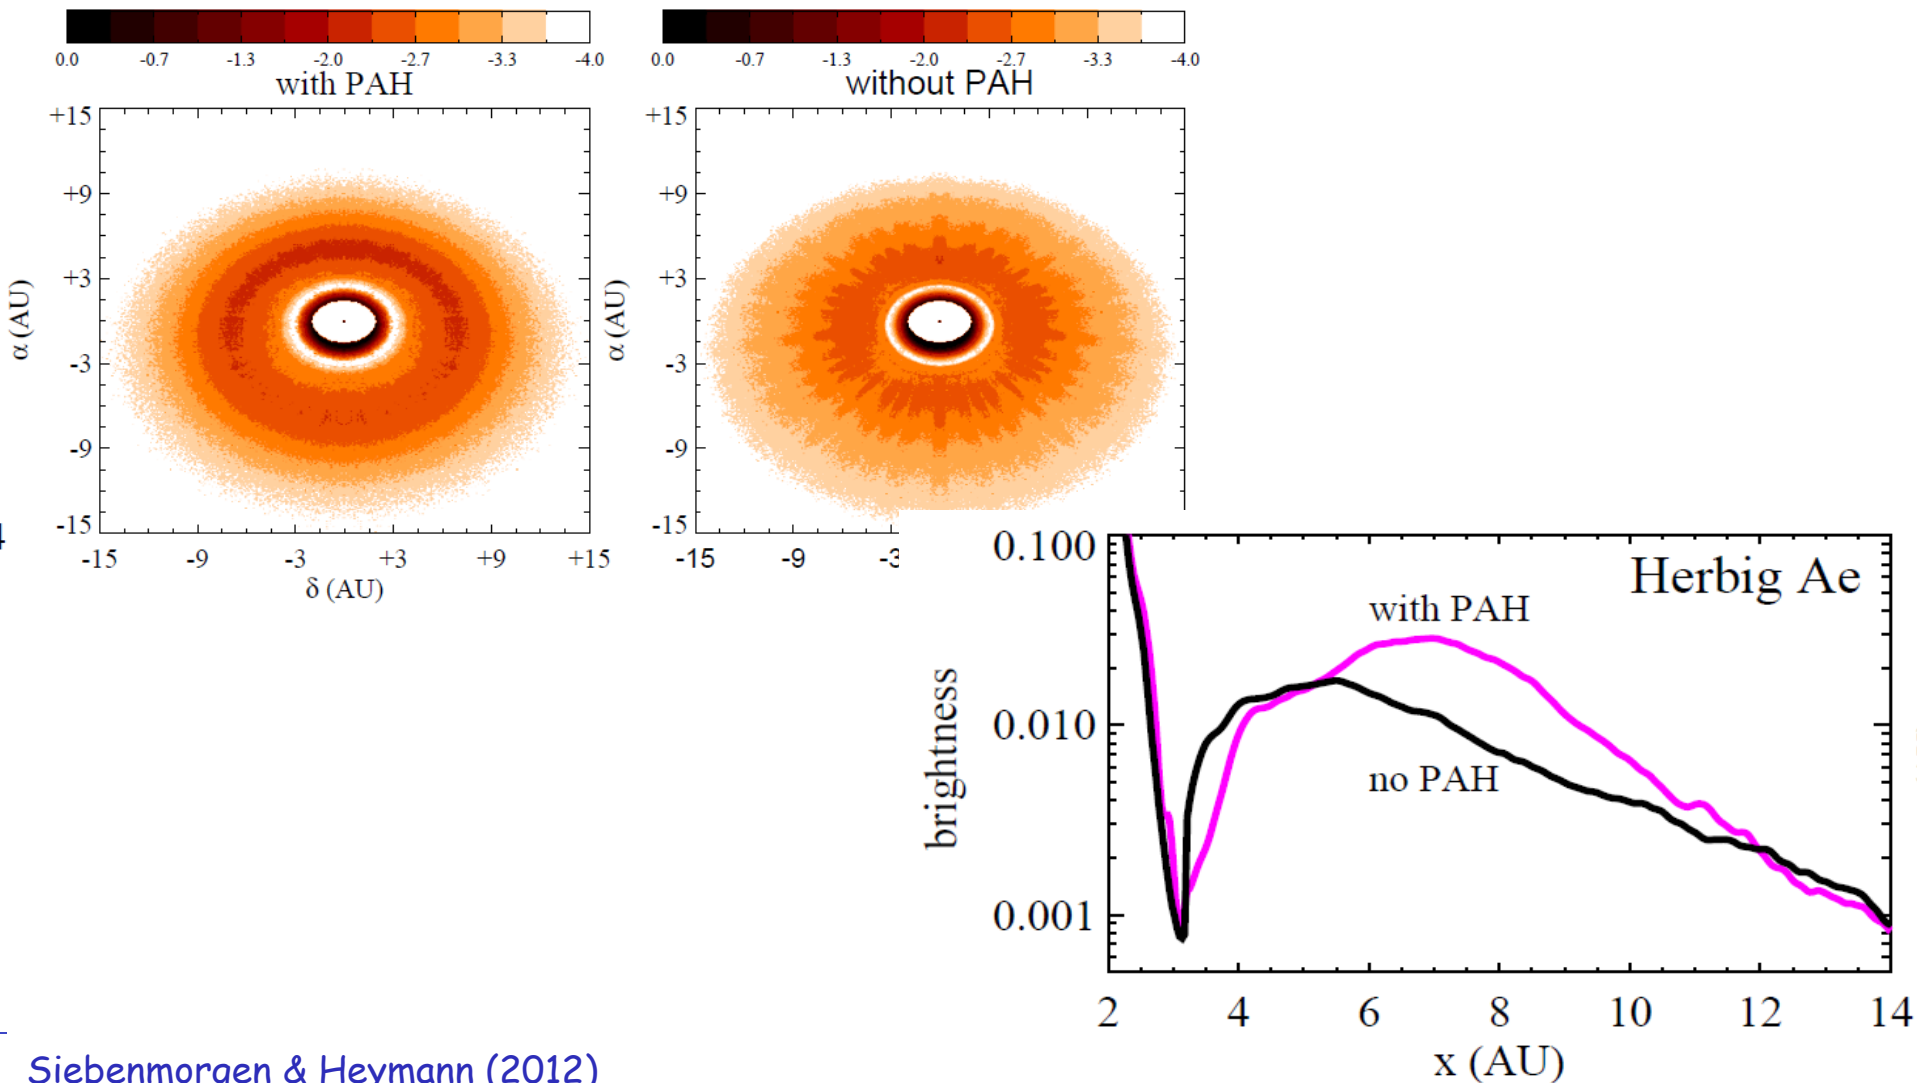 0.0 -0.7 -1.3 -2.0 -2.7 -3.3 -4.0
with PAH
+15
+9
+3
-3
-9
-15
α (AU)
-15 -9 -3 +3 +9 +15
δ (AU)
0.0 -0.7 -1.3 -2.0 -2.7 -3.3 -4.0
without PAH
+15
+9
+3
-3
-9
-15
α (AU)
-15 -9 -3
4
Herbig Ae
with PAH
no PAH
0.100
0.010
0.001
brightness
2 4 6 8 10 12 14
x (AU)
Siebenmorgen & Heymann (2012)